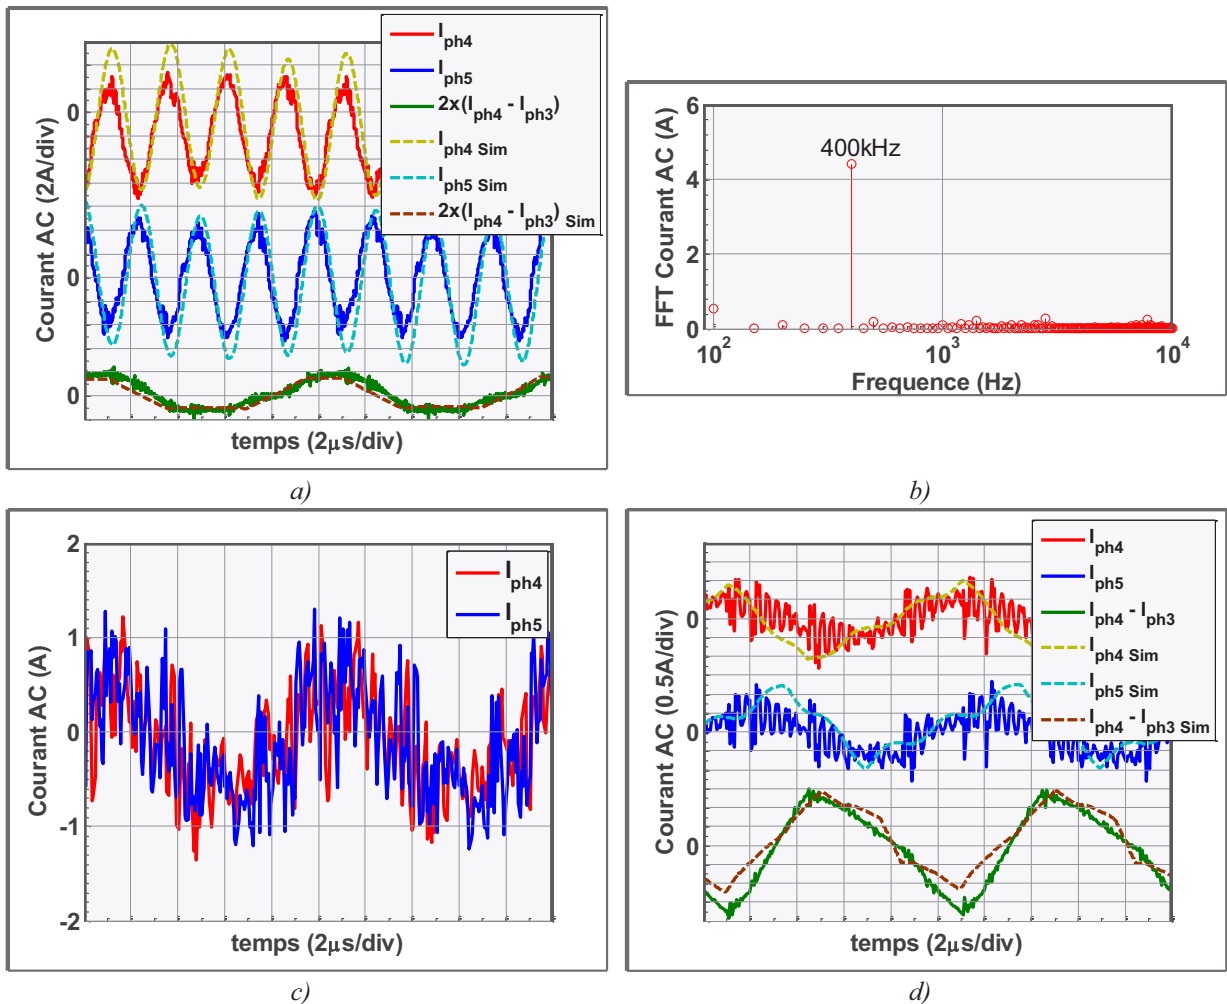 I_ph4
I_ph5
2x(I_ph4 - I_ph3)
I_ph4 Sim
I_ph5 Sim
2x(I_ph4 - I_ph3)_Sim
Courant AC (2A/div)
0
0
0
temps (2μs/div)
a)
FFT Courant AC (A)
6
4
2
0
400kHz
10^2
10^3
10^4
Frequence (Hz)
b)
Courant AC (A)
2
1
0
-1
-2
I_ph4
I_ph5
temps (2μs/div)
c)
I_ph4
I_ph5
I_ph4 - I_ph3
I_ph4 Sim
I_ph5 Sim
I_ph4 - I_ph3 Sim
Courant AC (0.5A/div)
0
0
0
temps (2μs/div)
d)